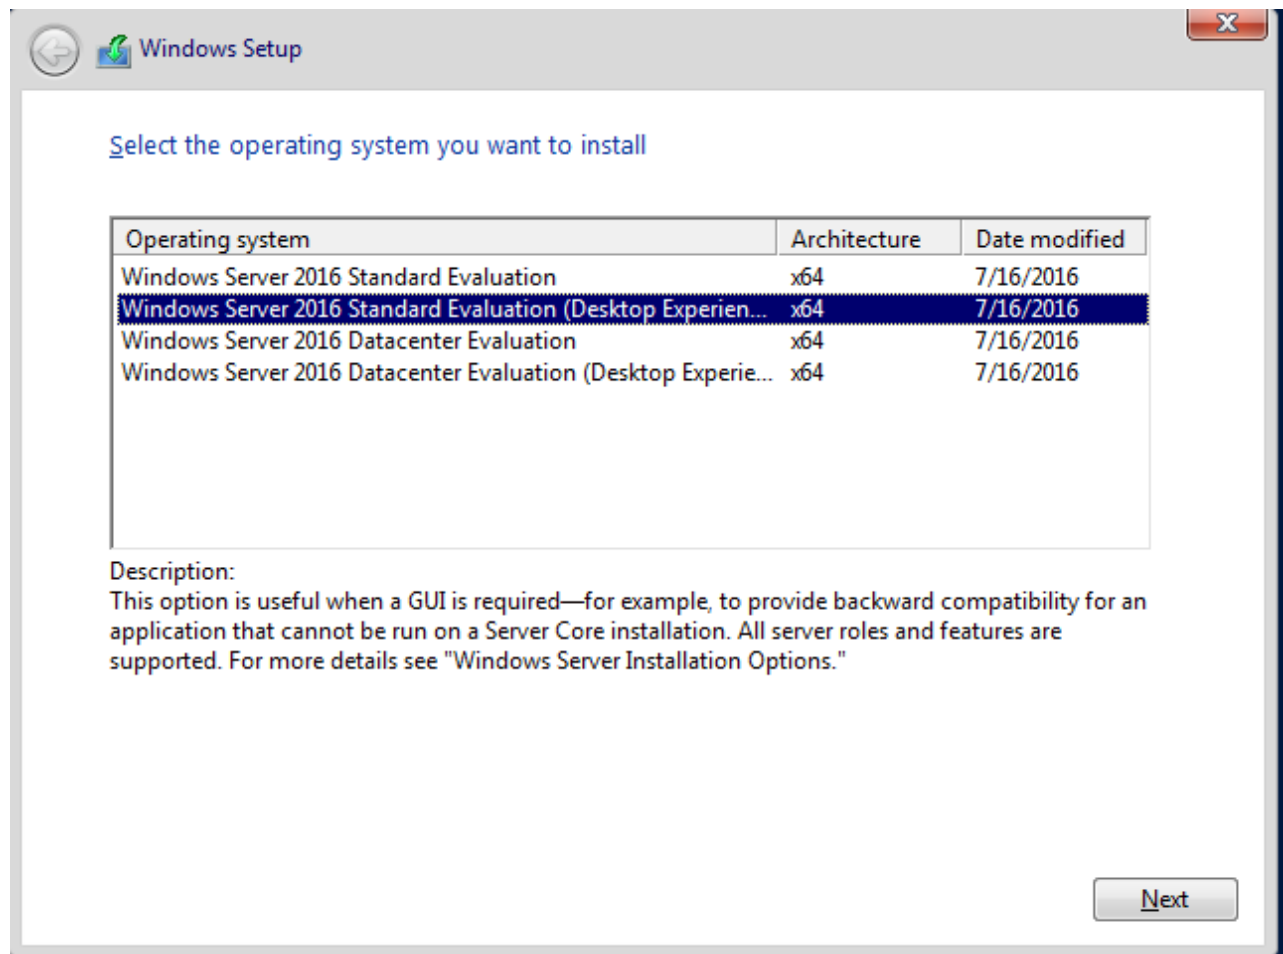 Windows Setup
Select the operating system you want to install
Operating system Architecture Date modified
Windows Server 2016 Standard Evaluation x64 7/16/2016
Windows Server 2016 Standard Evaluation (Desktop Experien... x64 7/16/2016
Windows Server 2016 Datacenter Evaluation x64 7/16/2016
Windows Server 2016 Datacenter Evaluation (Desktop Experie... x64 7/16/2016
Description:
This option is useful when a GUI is required—for example, to provide backward compatibility for an
application that cannot be run on a Server Core installation. All server roles and features are
supported. For more details see "Windows Server Installation Options."
Next